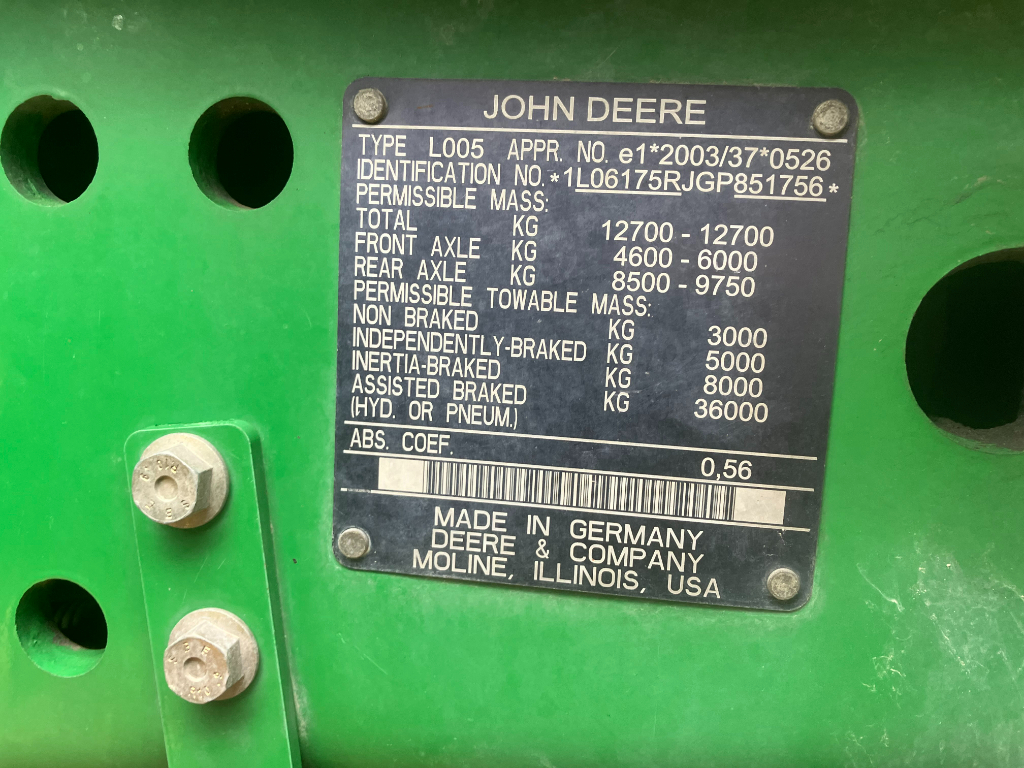 JOHN DEERE
TYPE L005 APPR. NO. e1*2003/37*0526
IDENTIFICATION NO. *1L06175RJGP851756*
PERMISSIBLE MASS:
TOTAL KG 12700 - 12700
FRONT AXLE KG 4600 - 6000
REAR AXLE KG 8500 - 9750
PERMISSIBLE TOWABLE MASS:
NON BRAKED KG 3000
INDEPENDENTLY-BRAKED KG 5000
INERTIA-BRAKED KG 8000
ASSISTED BRAKED KG 36000
(HYD. OR PNEUM.)
ABS. COEF. 0,56
MADE IN GERMANY
DEERE & COMPANY
MOLINE, ILLINOIS, USA